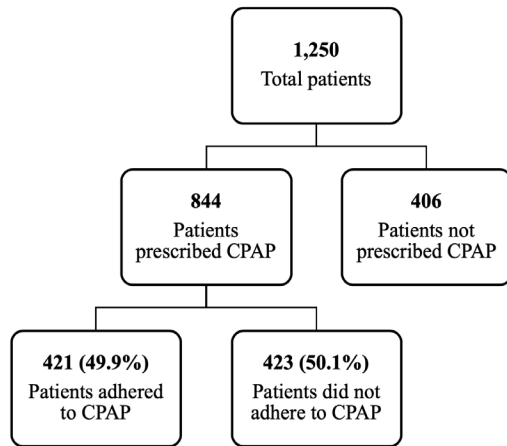 1,250
Total patients
844
Patients
prescribed CPAP
406
Patients not
prescribed CPAP
421 (49.9%)
Patients adhered
to CPAP
423 (50.1%)
Patients did not
adhere to CPAP